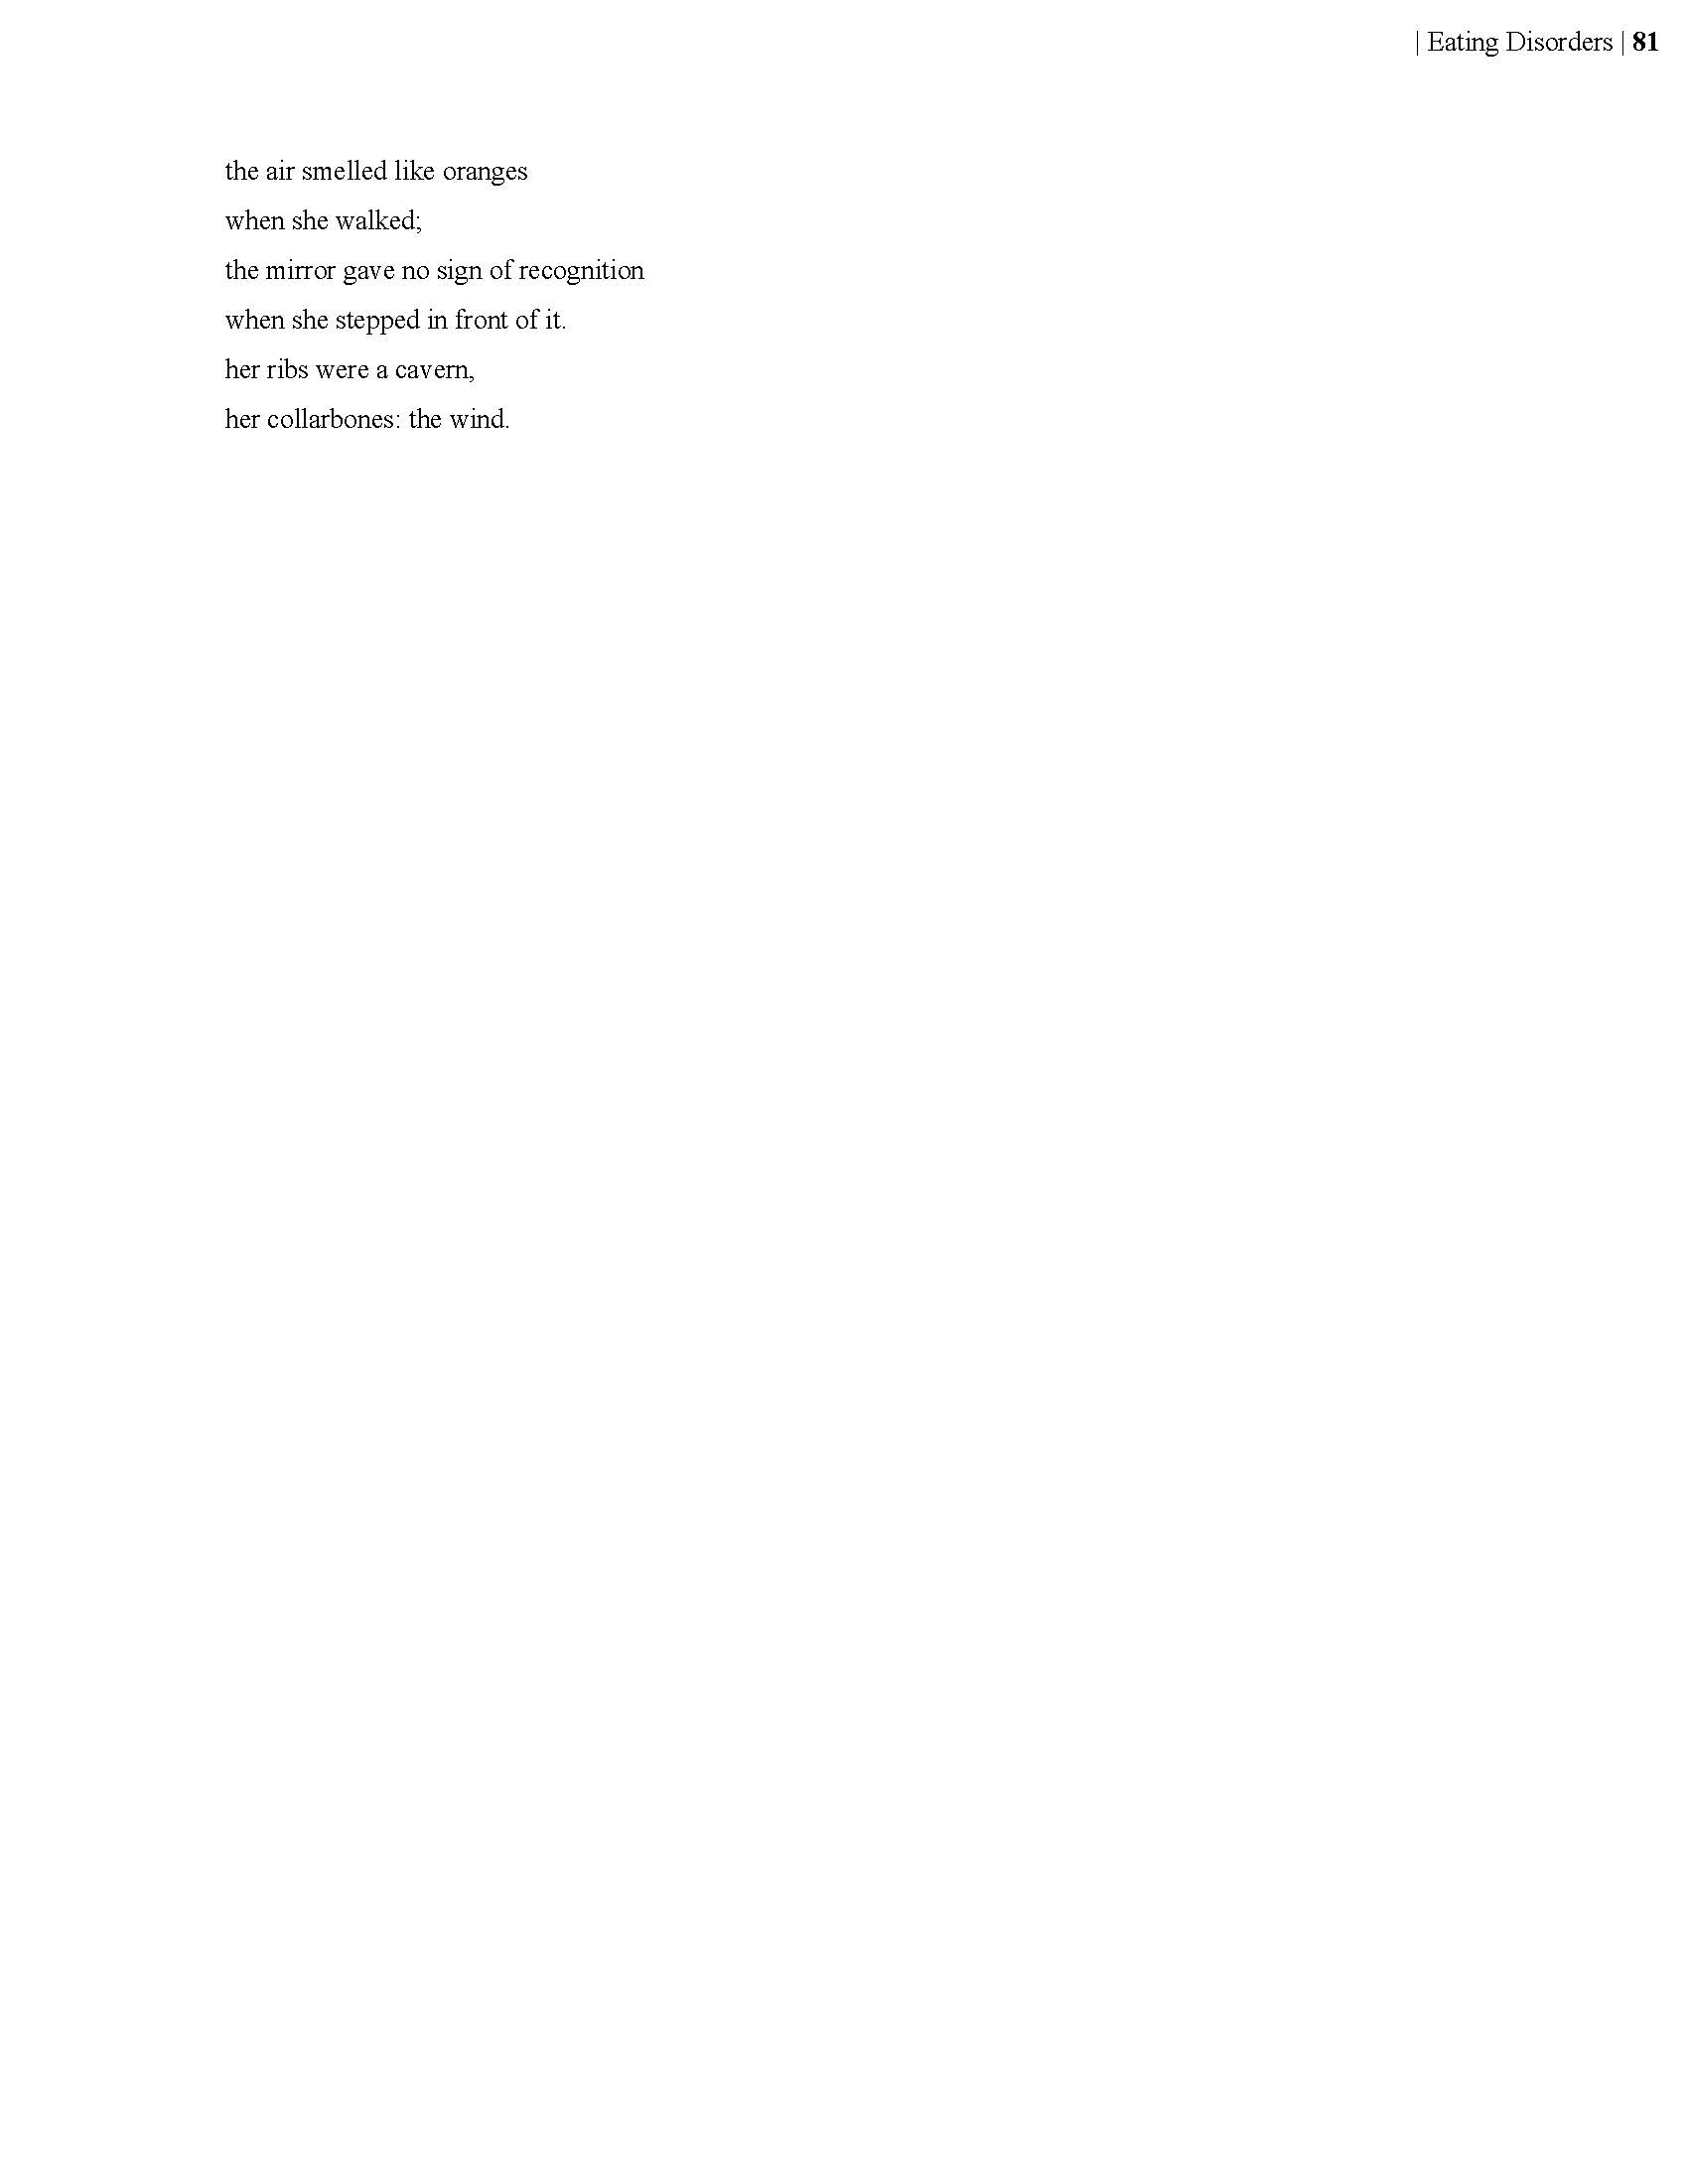 | Eating Disorders | 81
the air smelled like oranges
when she walked;
the mirror gave no sign of recognition
when she stepped in front of it.
her ribs were a cavern,
her collarbones: the wind.